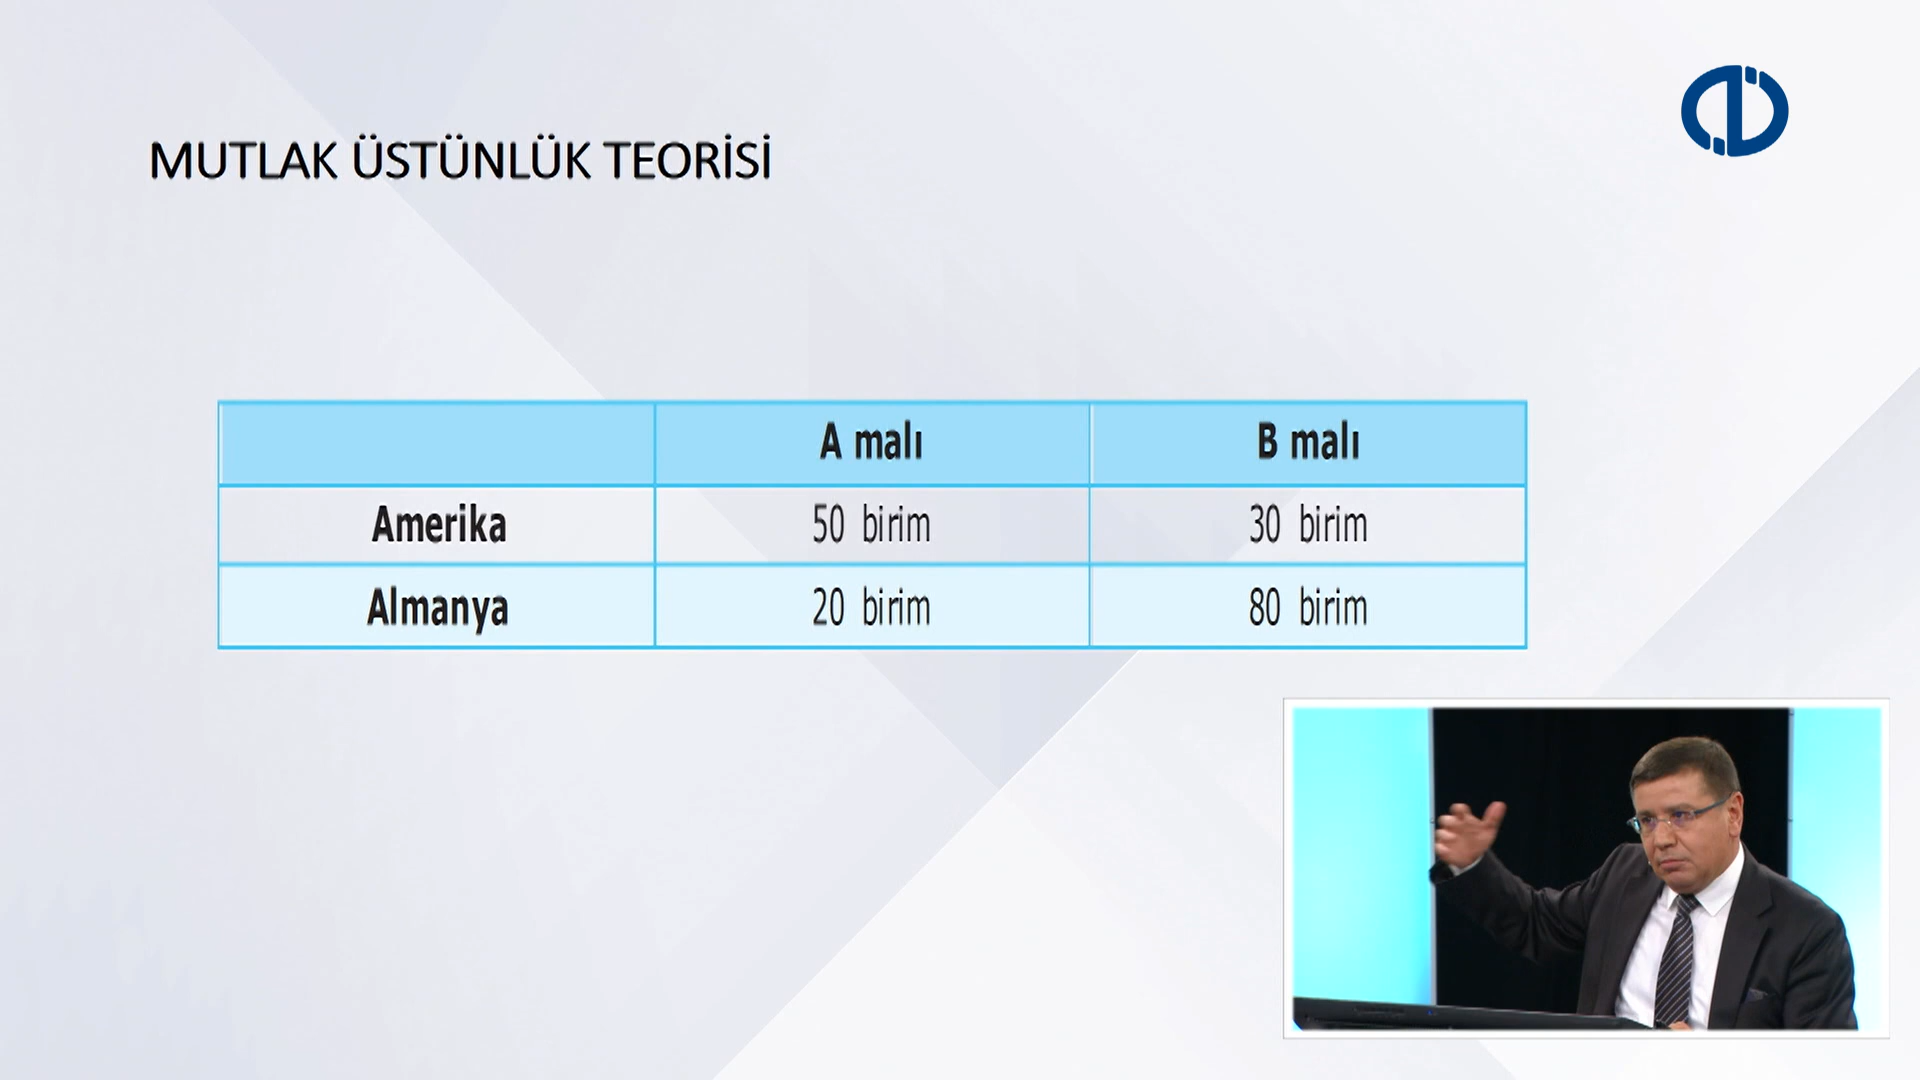 MUTLAK ÜSTÜNLÜK TEORİSİ
A malı B malı
Amerika 50 birim 30 birim
Almanya 20 birim 80 birim